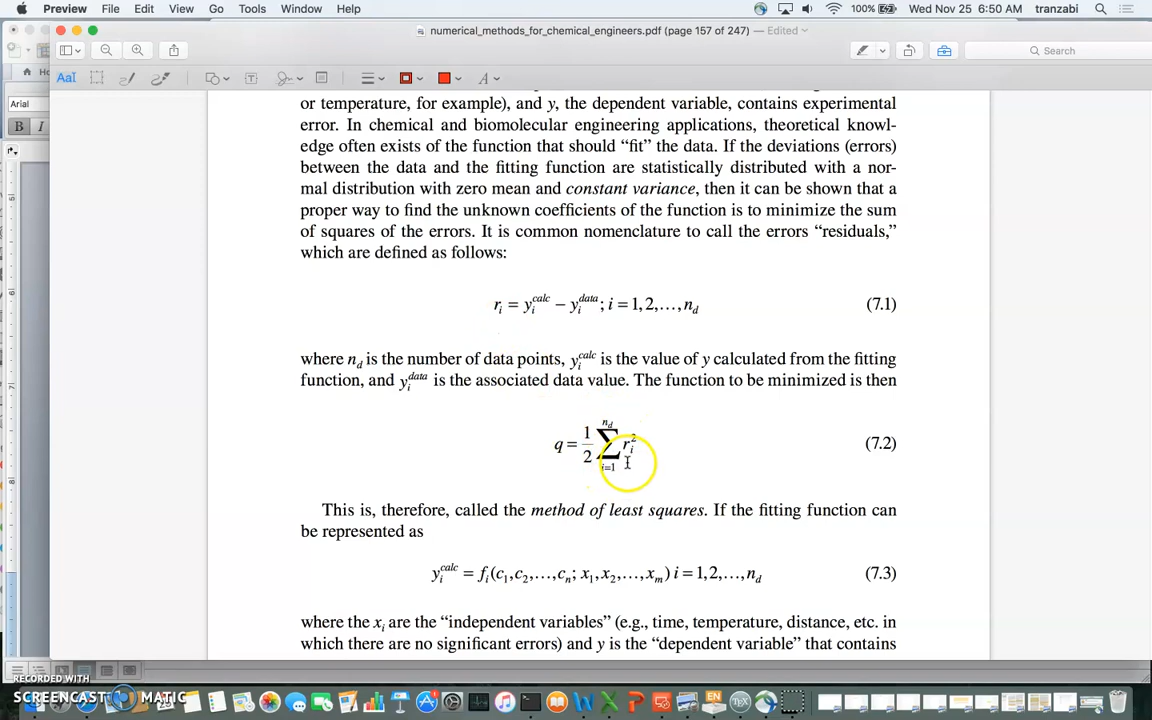 Preview File Edit View Go Tools Window Help 100% Wed Nov 25 6:50 AM tranzabi
numerical_methods_for_chemical_engineers.pdf (page 157 of 247) — Edited
Search
AaI T A
Arial
B I
or temperature, for example), and y, the dependent variable, contains experimental
error. In chemical and biomolecular engineering applications, theoretical knowl-
edge often exists of the function that should “fit” the data. If the deviations (errors)
between the data and the fitting function are statistically distributed with a nor-
mal distribution with zero mean and constant variance, then it can be shown that a
proper way to find the unknown coefficients of the function is to minimize the sum
of squares of the errors. It is common nomenclature to call the errors “residuals,”
which are defined as follows:
r_i = y_i^calc − y_i^data; i = 1, 2,…, n_d (7.1)
where n_d is the number of data points, y_i^calc is the value of y calculated from the fitting
function, and y_i^data is the associated data value. The function to be minimized is then
q = 1/2 ∑_{i=1}^{n_d} r_i^2 (7.2)
This is, therefore, called the method of least squares. If the fitting function can
be represented as
y_i^calc = f_i(c_1, c_2,…, c_n; x_1, x_2,…, x_m) i = 1, 2,…, n_d (7.3)
where the x_i are the “independent variables” (e.g., time, temperature, distance, etc. in
which there are no significant errors) and y is the “dependent variable” that contains
RECORDED WITH
SCREENCAST MATIC